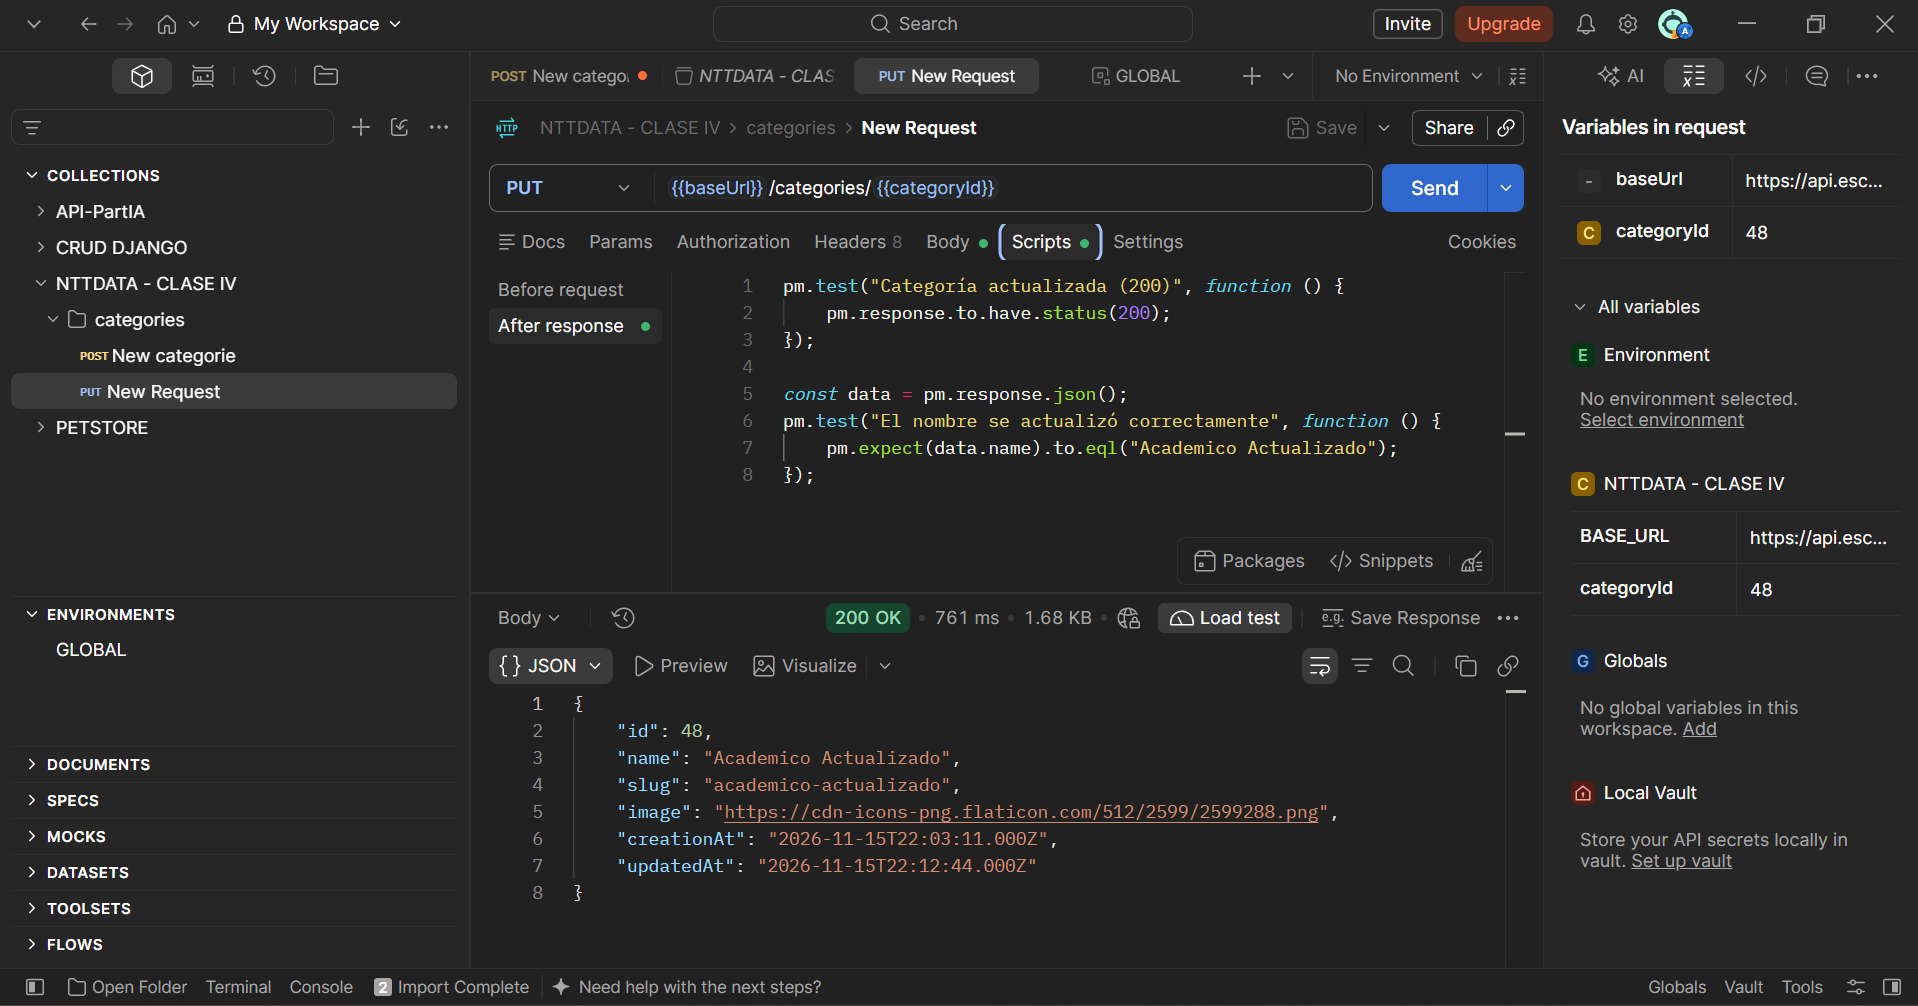 My Workspace
Search
Invite
Upgrade
A
POST New catego
NTTDATA - CLAS
PUT New Request
GLOBAL
No Environment
AI
COLLECTIONS
API-PartIA
CRUD DJANGO
NTTDATA - CLASE IV
categories
POST New categorie
PUT New Request
PETSTORE
ENVIRONMENTS
GLOBAL
DOCUMENTS
SPECS
MOCKS
DATASETS
TOOLSETS
FLOWS
HTTP NTTDATA - CLASE IV > categories > New Request
Save
Share
PUT
{{baseUrl}} /categories/ {{categoryId}}
Send
Docs
Params
Authorization
Headers 8
Body
Scripts
Settings
Cookies
Before request
After response
1 pm.test("Categoría actualizada (200)", function () {
2 pm.response.to.have.status(200);
3 });
4
5 const data = pm.response.json();
6 pm.test("El nombre se actualizó correctamente", function () {
7 pm.expect(data.name).to.eql("Academico Actualizado");
8 });
Packages
Snippets
Body
200 OK
761 ms
1.68 KB
Load test
e.g. Save Response
{} JSON
Preview
Visualize
1 {
2 "id": 48,
3 "name": "Academico Actualizado",
4 "slug": "academico-actualizado",
5 "image": "https://cdn-icons-png.flaticon.com/512/2599/2599288.png",
6 "creationAt": "2026-11-15T22:03:11.000Z",
7 "updatedAt": "2026-11-15T22:12:44.000Z"
8 }
Variables in request
- baseUrl https://api.esc...
C categoryId 48
All variables
E Environment
No environment selected.
Select environment
C NTTDATA - CLASE IV
BASE_URL https://api.esc...
categoryId 48
G Globals
No global variables in this
workspace. Add
Local Vault
Store your API secrets locally in
vault. Set up vault
Open Folder
Terminal
Console
2 Import Complete
Need help with the next steps?
Globals
Vault
Tools